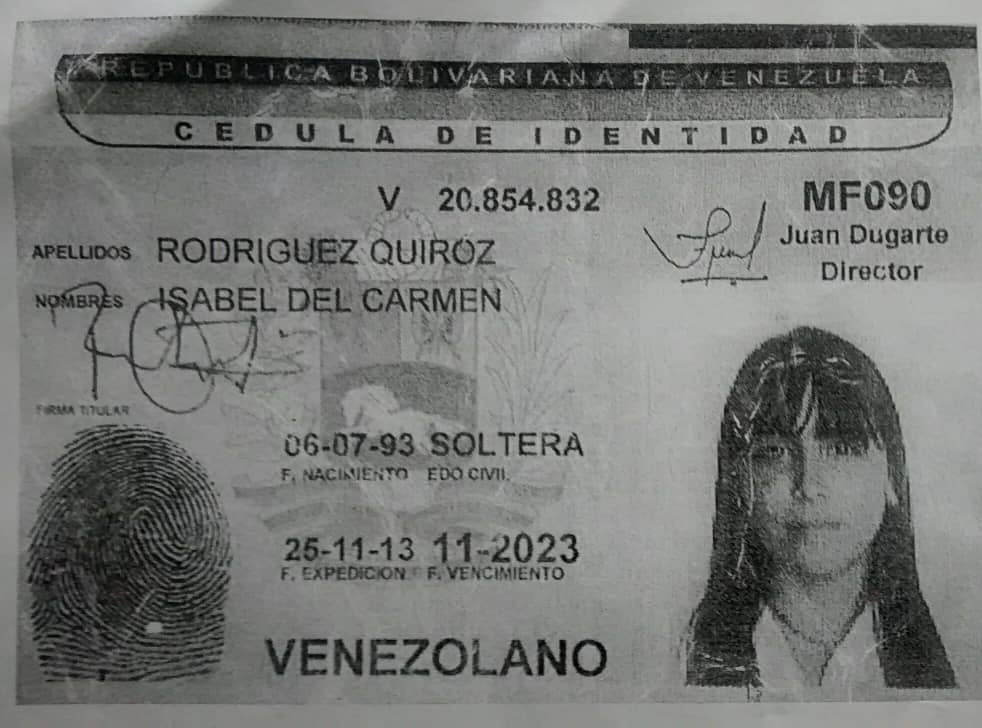 REPUBLICA BOLIVARIANA DE VENEZUELA
CEDULA DE IDENTIDAD
V 20.854.832
MF090
Juan Dugarte
Director
APELLIDOS RODRIGUEZ QUIROZ
NOMBRES ISABEL DEL CARMEN
FIRMA TITULAR
06-07-93 SOLTERA
F. NACIMIENTO EDO CIVIL
25-11-13 11-2023
F. EXPEDICION F. VENCIMIENTO
VENEZOLANO